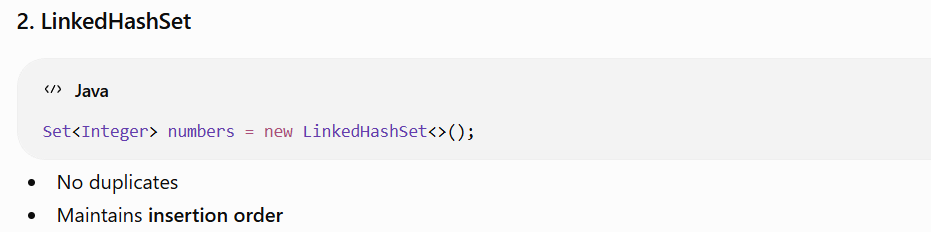 2. LinkedHashSet
</> Java
Set<Integer> numbers = new LinkedHashSet<>();
• No duplicates
• Maintains insertion order